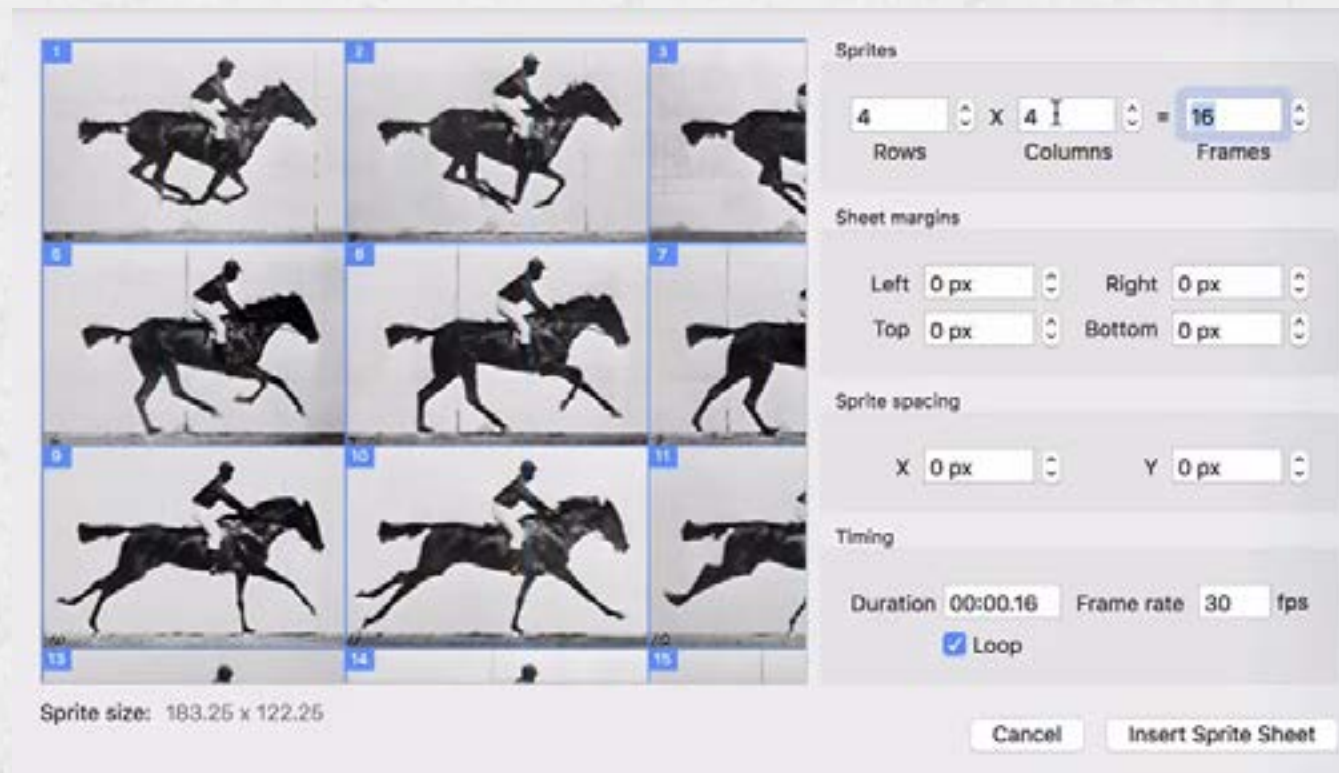 1 2 3
5 6 7
9 10 11
13 14 15
Sprite size: 183.25 x 122.25
Sprites
4 X 4 = 16
Rows Columns Frames
Sheet margins
Left 0 px Right 0 px
Top 0 px Bottom 0 px
Sprite spacing
X 0 px Y 0 px
Timing
Duration 00:00.16 Frame rate 30 fps
Loop
Cancel Insert Sprite Sheet